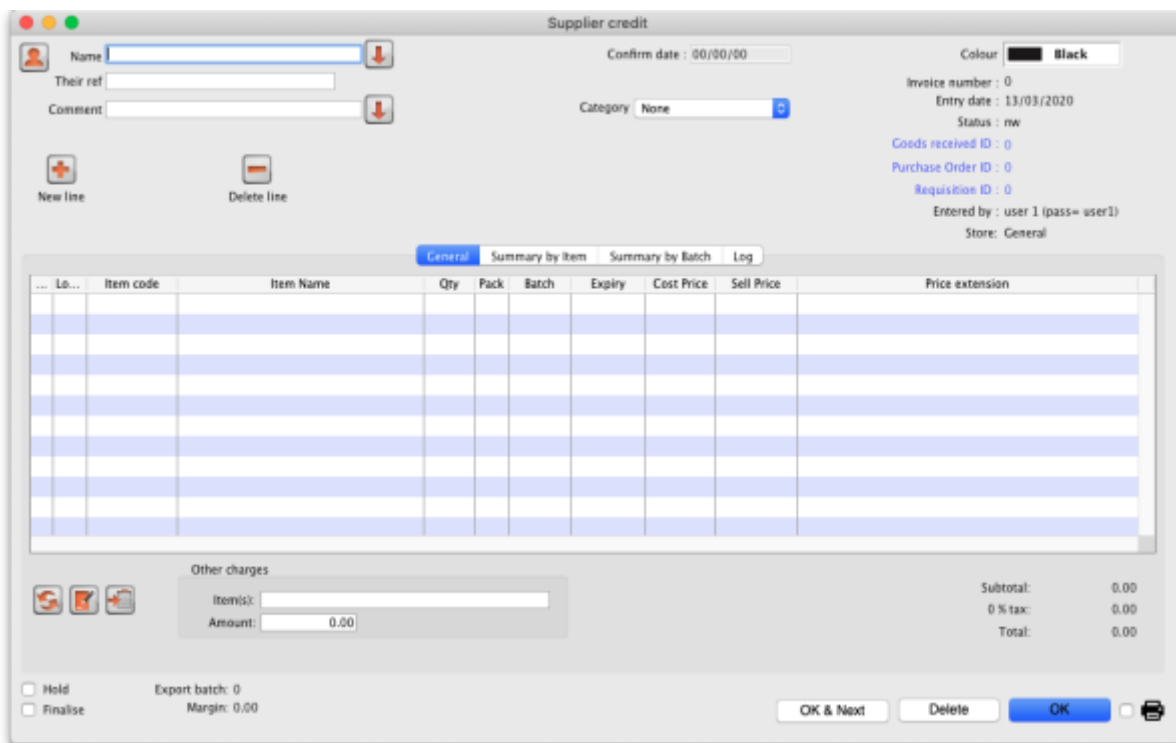 Supplier credit
Name
Confirm date : 00/00/00
Colour Black
Their ref
Invoice number : 0
Entry date : 13/03/2020
Comment
Category None
Status : nw
Goods received ID : 0
Purchase Order ID : 0
Requisition ID : 0
New line
Delete line
Entered by : user 1 (pass= user1)
Store: General
General Summary by Item Summary by Batch Log
... Lo... Item code Item Name Qty Pack Batch Expiry Cost Price Sell Price Price extension
Other charges
Item(s):
Amount: 0.00
Subtotal: 0.00
0 % tax: 0.00
Total: 0.00
Hold
Export batch: 0
Finalise
Margin: 0.00
OK & Next
Delete
OK